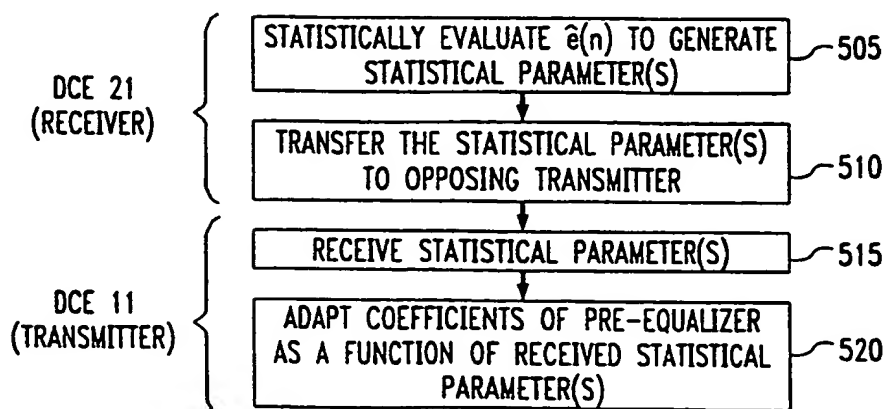 STATISTICALLY EVALUATE ê(n) TO GENERATE
STATISTICAL PARAMETER(S)
505
DCE 21
(RECEIVER)
TRANSFER THE STATISTICAL PARAMETER(S)
TO OPPOSING TRANSMITTER
510
RECEIVE STATISTICAL PARAMETER(S)
515
DCE 11
(TRANSMITTER)
ADAPT COEFFICIENTS OF PRE-EQUALIZER
AS A FUNCTION OF RECEIVED STATISTICAL
PARAMETER(S)
520